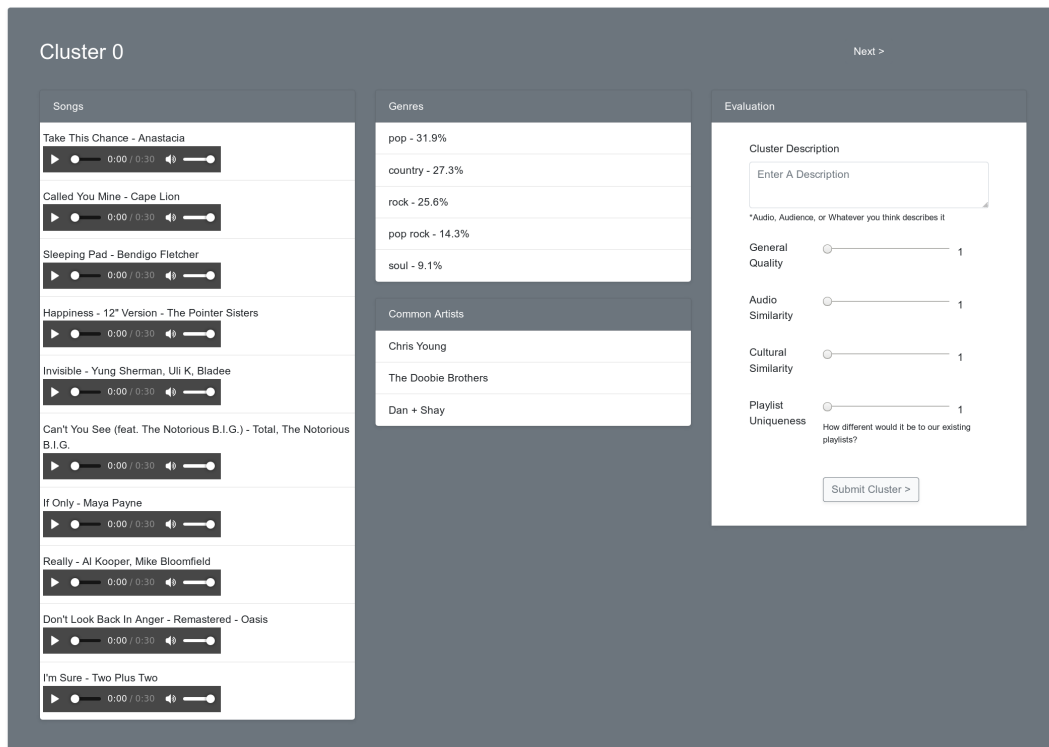 Cluster 0
Next >
Songs
Take This Chance - Anastacia
0:00 / 0:30
Called You Mine - Cape Lion
0:00 / 0:30
Sleeping Pad - Bendigo Fletcher
0:00 / 0:30
Happiness - 12" Version - The Pointer Sisters
0:00 / 0:30
Invisible - Yung Sherman, Uli K, Bladee
0:00 / 0:30
Can't You See (feat. The Notorious B.I.G.) - Total, The Notorious
B.I.G.
0:00 / 0:30
If Only - Maya Payne
0:00 / 0:30
Really - Al Kooper, Mike Bloomfield
0:00 / 0:30
Don't Look Back In Anger - Remastered - Oasis
0:00 / 0:30
I'm Sure - Two Plus Two
0:00 / 0:30
Genres
pop - 31.9%
country - 27.3%
rock - 25.6%
pop rock - 14.3%
soul - 9.1%
Common Artists
Chris Young
The Doobie Brothers
Dan + Shay
Evaluation
Cluster Description
Enter A Description
*Audio, Audience, or Whatever you think describes it
General
Quality
1
Audio
Similarity
1
Cultural
Similarity
1
Playlist
Uniqueness
1
How different would it be to our existing
playlists?
Submit Cluster >